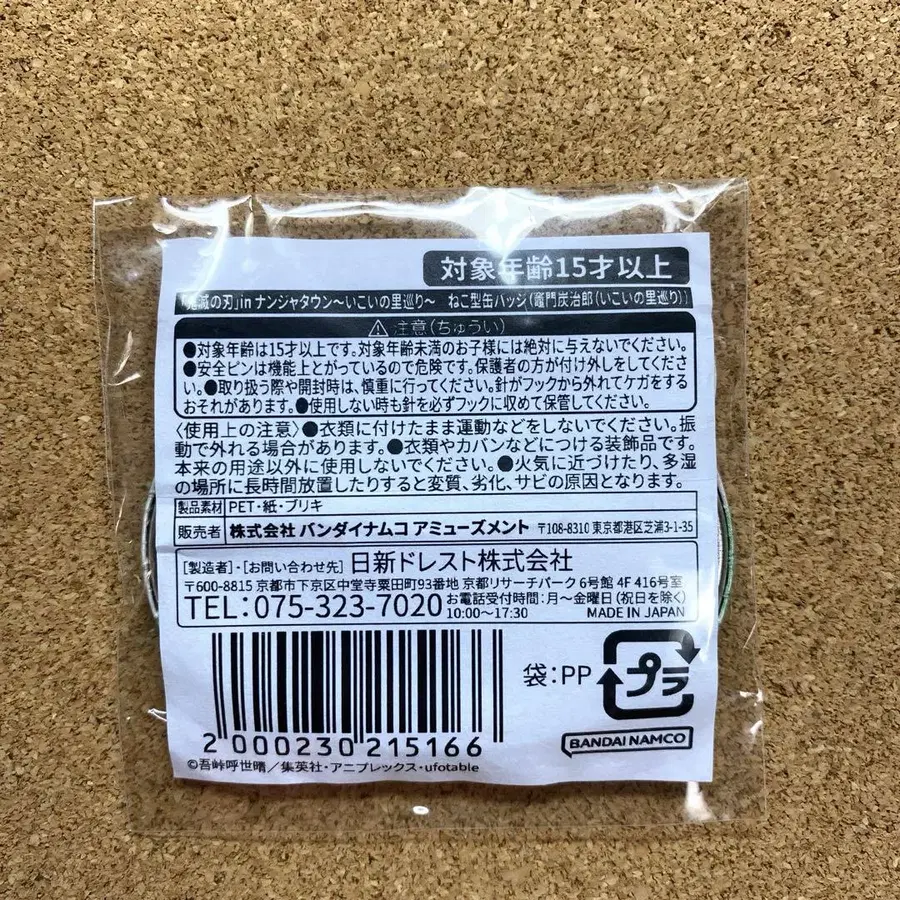 対象年齢15才以上
「鬼滅の刃」in ナンジャタウン～いこいの里巡り～ ねこ型缶バッジ(竈門炭治郎(いこいの里巡り))
⚠注意(ちゅうい)
●対象年齢は15才以上です。対象年齢未満のお子様には絶対に与えないでください。
●安全ピンは機能上とがっているので危険です。保護者の方が付け外しをしてくださ
い。●取り扱う際や開封時は、慎重に行ってください。針がフックから外れてケガをする
おそれがあります。●使用しない時も針を必ずフックに収めて保管してください。
〈使用上の注意〉●衣類に付けたまま運動などをしないでください。振
動で外れる場合があります。●衣類やカバンなどにつける装飾品です。
本来の用途以外に使用しないでください。●火気に近づけたり、多湿
の場所に長時間放置したりすると変質、劣化、サビの原因となります。
製品素材 PET・紙・ブリキ
販売者 株式会社 バンダイナムコ アミューズメント 〒108-8310 東京都港区芝浦3-1-35
[製造者]・[お問い合わせ先] 日新ドレスト株式会社
〒600-8815 京都市下京区中堂寺粟田町93番地 京都リサーチパーク 6号館 4F 416号室
TEL:075-323-7020 お電話受付時間:月～金曜日(祝日を除く)
10:00～17:30 MADE IN JAPAN
袋:PP プラ
BANDAI NAMCO
2 000230 215166
©吾峠呼世晴／集英社・アニプレックス・ufotable